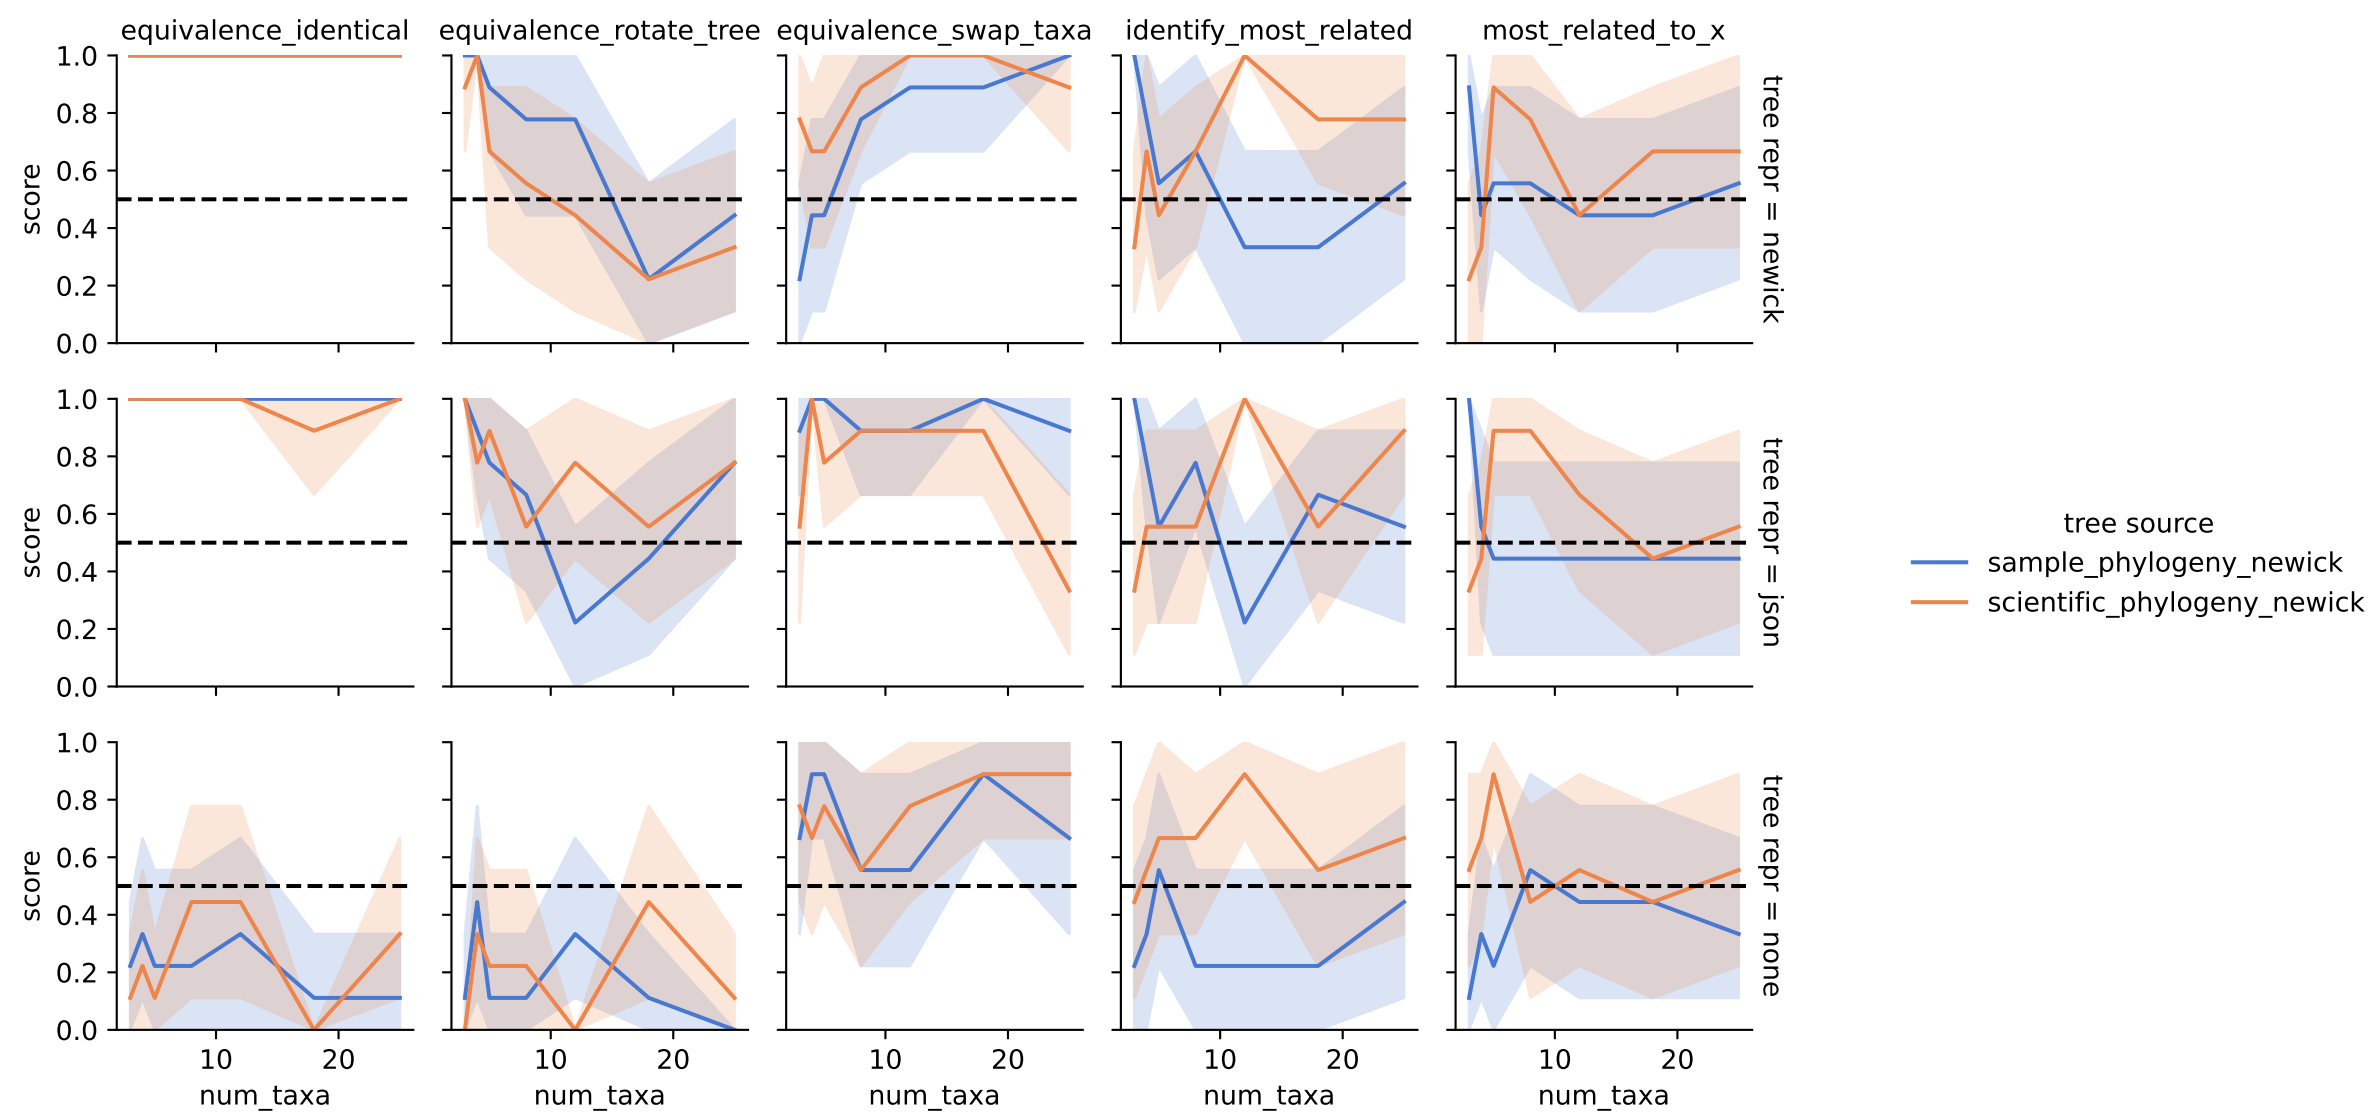 equivalence_identical equivalence_rotate_tree equivalence_swap_taxa identify_most_related most_related_to_x
1.0
0.8
0.6
0.4
0.2
0.0
score
tree repr = newick
1.0
0.8
0.6
0.4
0.2
0.0
score
tree repr = json
tree source
sample_phylogeny_newick
scientific_phylogeny_newick
1.0
0.8
0.6
0.4
0.2
0.0
score
tree repr = none
10 20 10 20 10 20 10 20 10 20
num_taxa num_taxa num_taxa num_taxa num_taxa